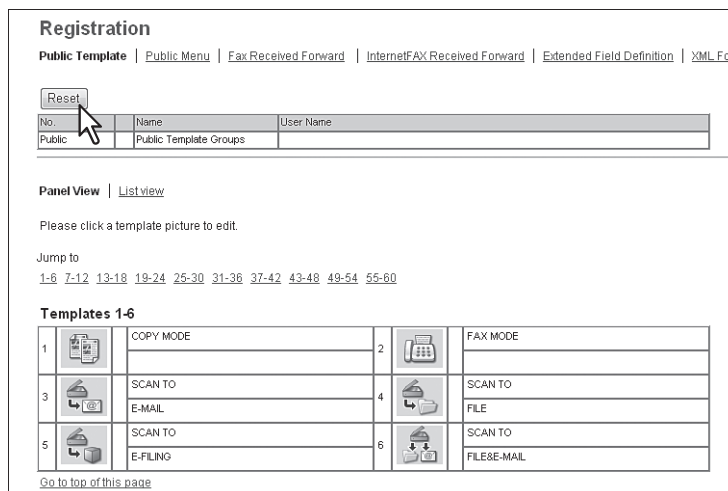 Registration
Public Template | Public Menu | Fax Received Forward | InternetFAX Received Forward | Extended Field Definition | XML Fo
Reset
No. Name User Name
Public Public Template Groups
Panel View | List view
Please click a template picture to edit.
Jump to
1-6 7-12 13-18 19-24 25-30 31-36 37-42 43-48 49-54 55-60
Templates 1-6
1 COPY MODE 2 FAX MODE
3 SCAN TO 4 SCAN TO
E-MAIL FILE
5 SCAN TO 6 SCAN TO
E-FILING FILE&E-MAIL
Go to top of this page